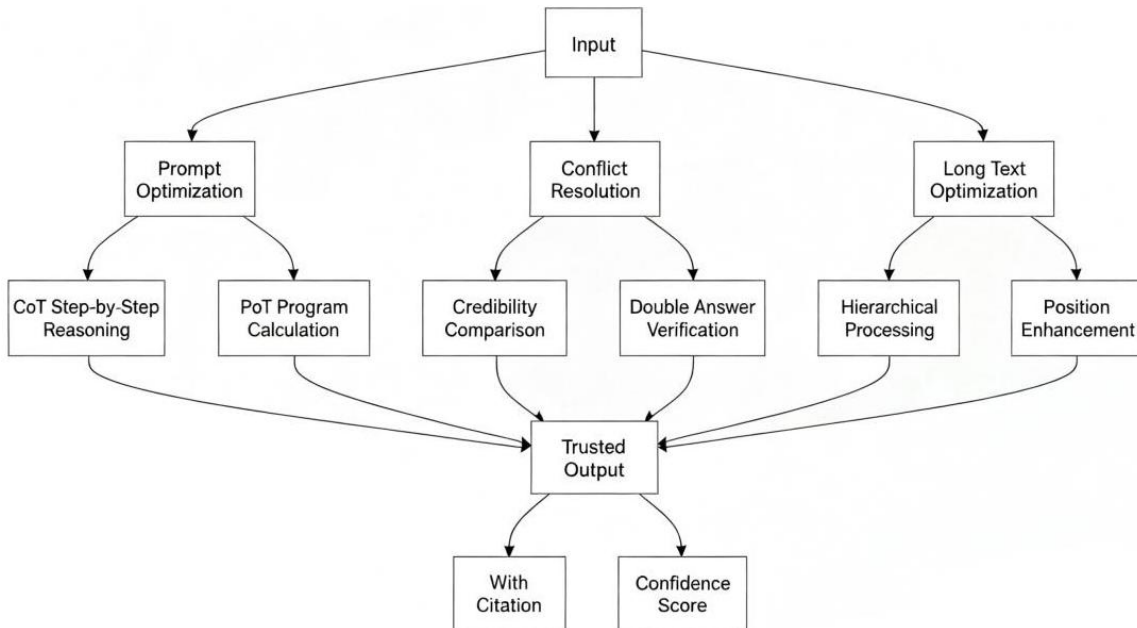 Input
Prompt
Optimization
Conflict
Resolution
Long Text
Optimization
CoT Step-by-Step
Reasoning
PoT Program
Calculation
Credibility
Comparison
Double Answer
Verification
Hierarchical
Processing
Position
Enhancement
Trusted
Output
With
Citation
Confidence
Score